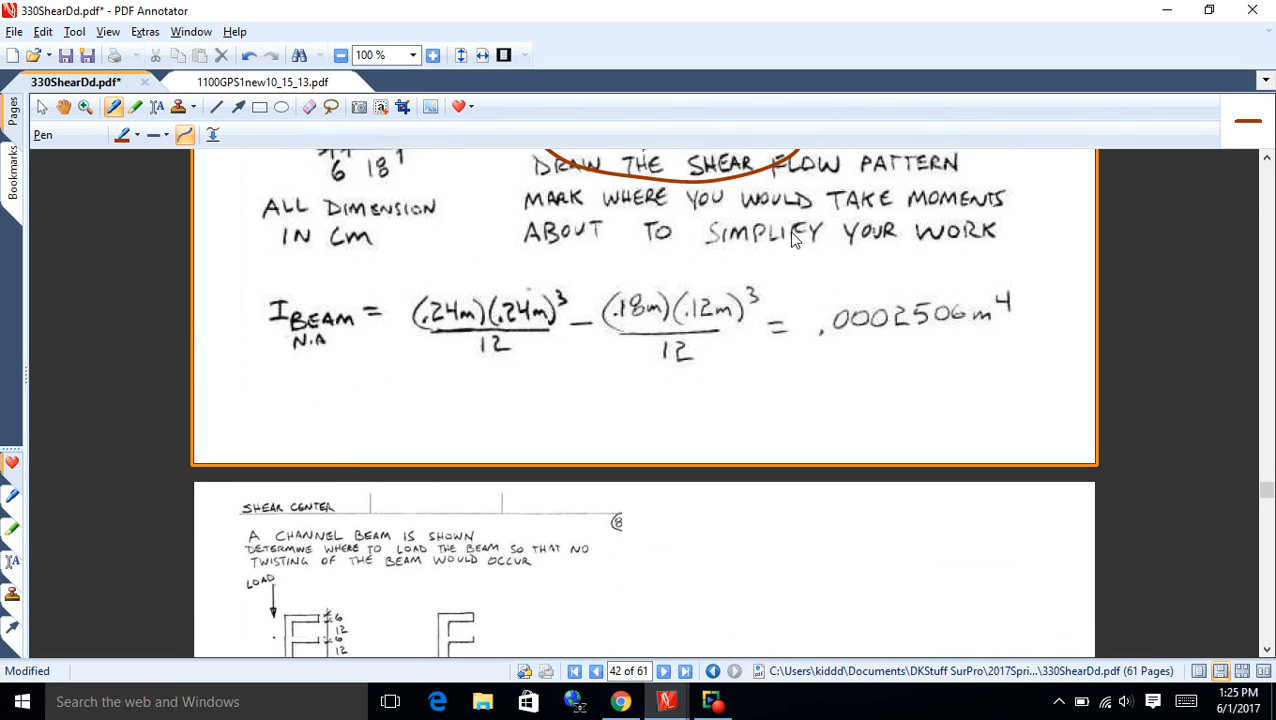 330ShearDd.pdf* - PDF Annotator
File Edit Tool View Extras Window Help
100 %
330ShearDd.pdf* 1100GPS1new10_15_13.pdf
Pen
Pages
Bookmarks
6 18
DRAW THE SHEAR FLOW PATTERN
ALL DIMENSION
IN CM
MARK WHERE YOU WOULD TAKE MOMENTS
ABOUT TO SIMPLIFY YOUR WORK
I BEAM N.A = (.24m)(.24m)³/12 − (.18m)(.12m)³/12 = .0002506m⁴
SHEAR CENTER
A CHANNEL BEAM IS SHOWN
DETERMINE WHERE TO LOAD THE BEAM SO THAT NO
TWISTING OF THE BEAM WOULD OCCUR
LOAD
6
12
6
12
Modified
42 of 61
C:\Users\kiddd\Documents\DKStuff SurPro\2017Spri...\330ShearDd.pdf (61 Pages)
Search the web and Windows
1:25 PM
6/1/2017